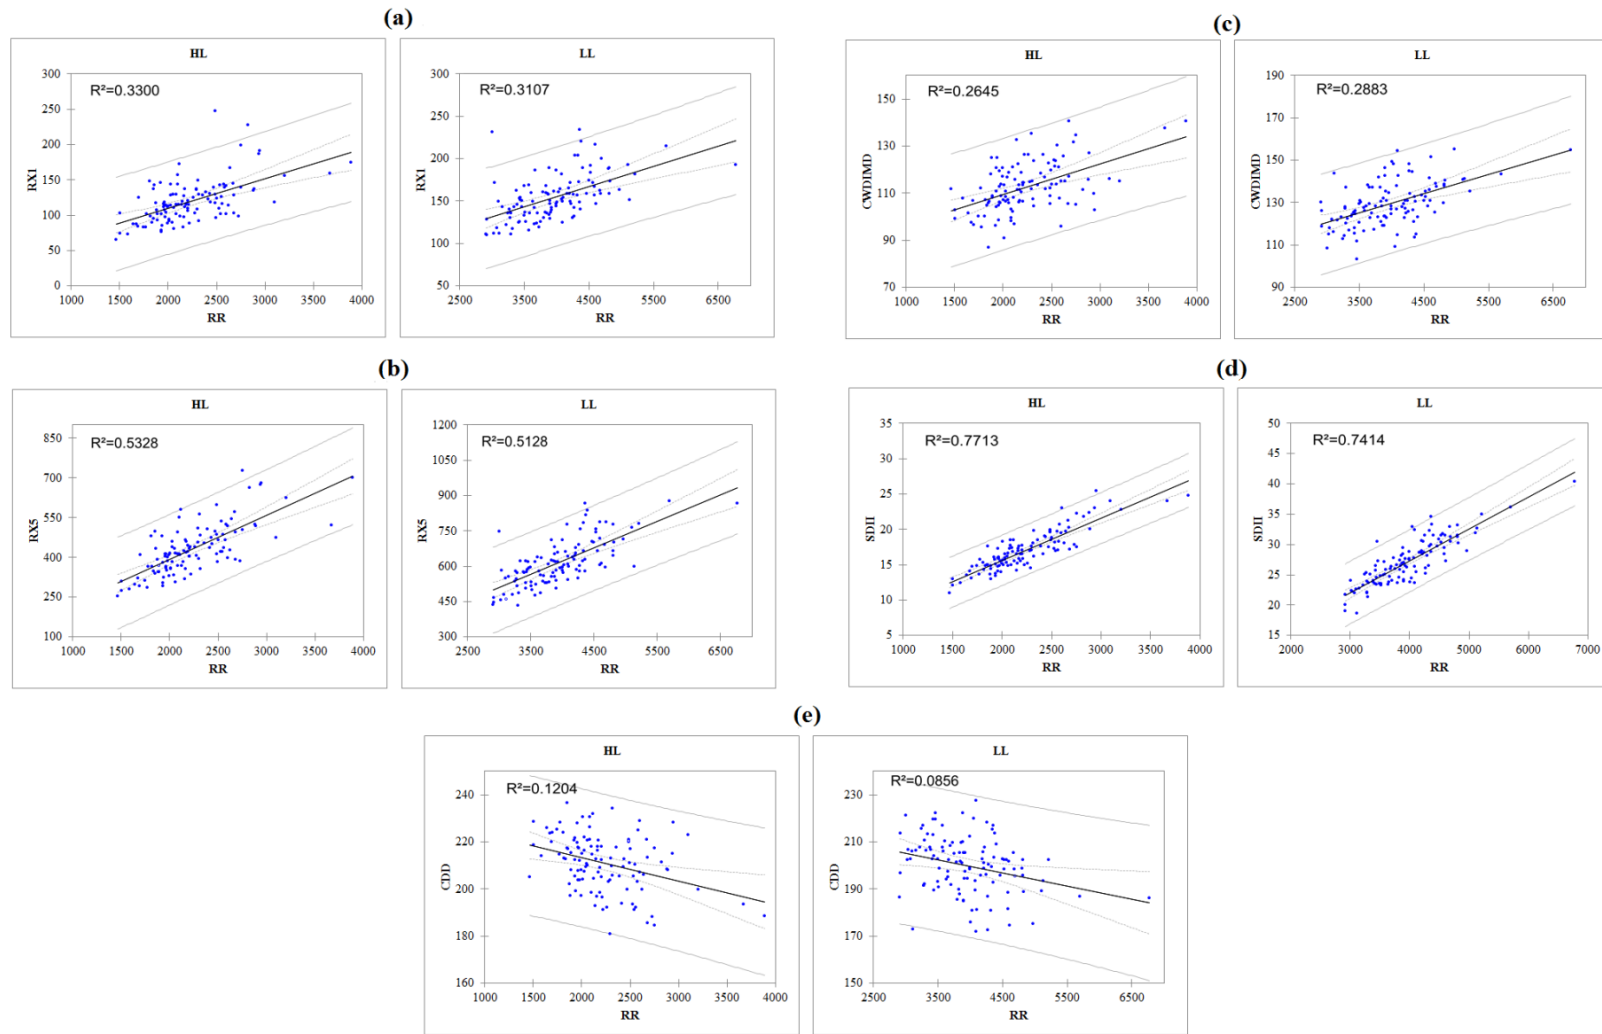 (a)
HL
R²=0.3300
RX1
300
250
200
150
100
50
0
1000 1500 2000 2500 3000 3500 4000
RR
LL
R²=0.3107
RX1
300
250
200
150
100
50
2500 3500 4500 5500 6500
RR
(c)
HL
R²=0.2645
CWDIMD
150
130
110
90
70
1000 1500 2000 2500 3000 3500 4000
RR
LL
R²=0.2883
CWDIMD
190
170
150
130
110
90
2500 3500 4500 5500 6500
RR
(b)
HL
R²=0.5328
RX5
850
700
550
400
250
100
1000 1500 2000 2500 3000 3500 4000
RR
LL
R²=0.5128
RX5
1200
1050
900
750
600
450
300
2500 3500 4500 5500 6500
RR
(d)
HL
R²=0.7713
SDII
35
30
25
20
15
10
5
1000 1500 2000 2500 3000 3500 4000
RR
LL
R²=0.7414
SDII
50
45
40
35
30
25
20
15
2000 3000 4000 5000 6000 7000
RR
(e)
HL
R²=0.1204
CDD
240
220
200
180
160
1000 1500 2000 2500 3000 3500 4000
RR
LL
R²=0.0856
CDD
230
210
190
170
150
2500 3500 4500 5500 6500
RR